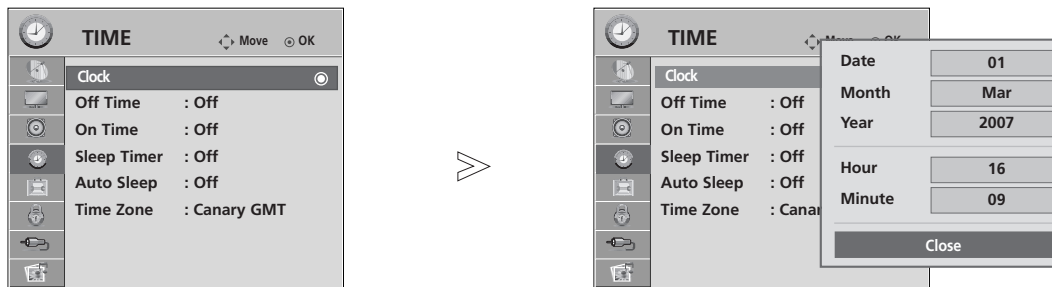 TIME Move OK
Clock
Off Time : Off
On Time : Off
Sleep Timer : Off
Auto Sleep : Off
Time Zone : Canary GMT
>
TIME
Clock
Off Time : Off
On Time : Off
Sleep Timer : Off
Auto Sleep : Off
Time Zone : Canar
Date 01
Month Mar
Year 2007
Hour 16
Minute 09
Close